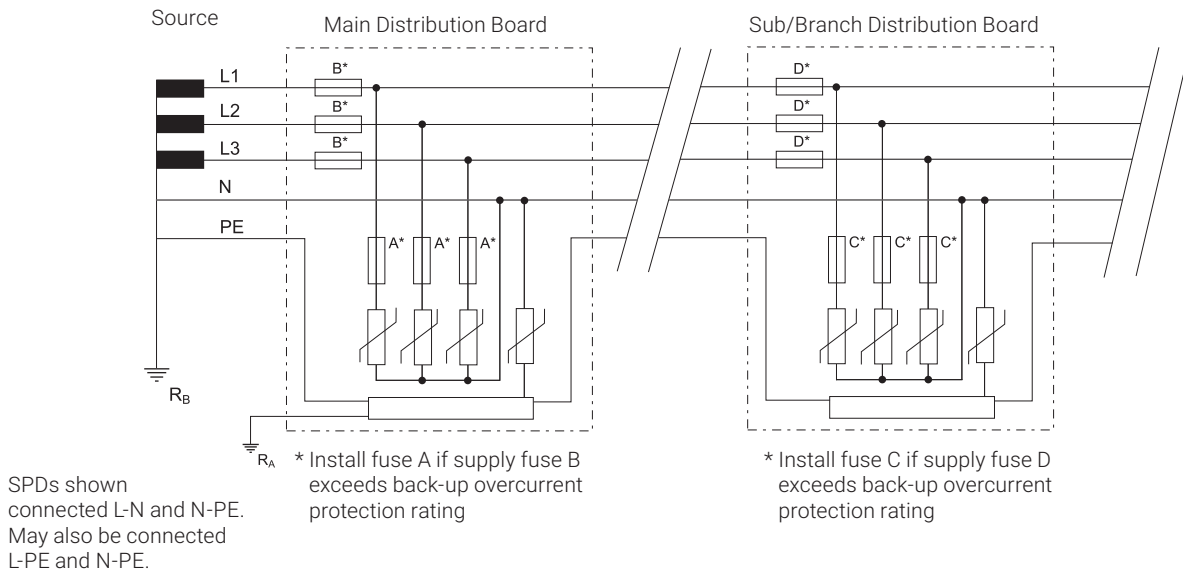 Source
Main Distribution Board
Sub/Branch Distribution Board
L1
B*
D*
L2
B*
D*
L3
B*
D*
N
PE
A*
A*
A*
C*
C*
C*
RB
RA
* Install fuse A if supply fuse B
exceeds back-up overcurrent
protection rating
* Install fuse C if supply fuse D
exceeds back-up overcurrent
protection rating
SPDs shown
connected L-N and N-PE.
May also be connected
L-PE and N-PE.